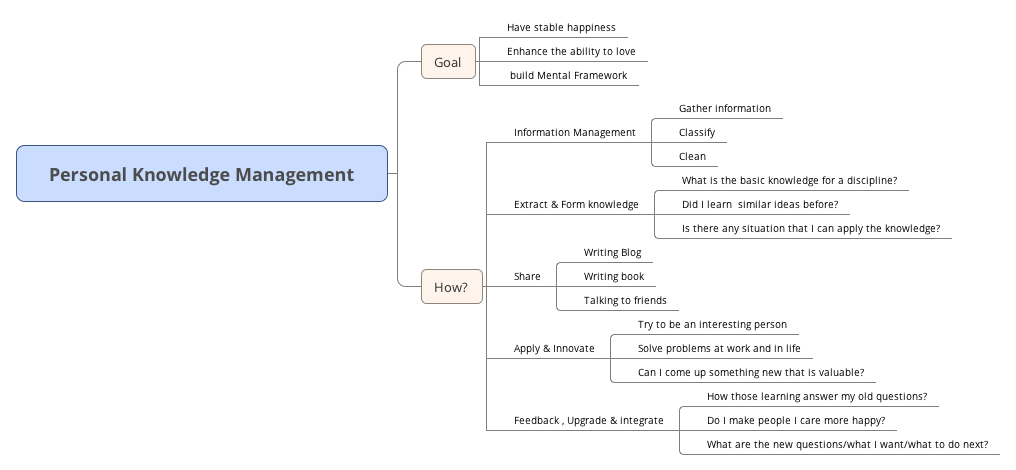 Personal Knowledge Management
Goal
Have stable happiness
Enhance the ability to love
build Mental Framework
How?
Information Management
Gather information
Classify
Clean
Extract & Form knowledge
What is the basic knowledge for a discipline?
Did I learn  similar ideas before?
Is there any situation that I can apply the knowledge?
Share
Writing Blog
Writing book
Talking to friends
Apply & Innovate
Try to be an interesting person
Solve problems at work and in life
Can I come up something new that is valuable?
Feedback , Upgrade & integrate
How those learning answer my old questions?
Do I make people I care more happy?
What are the new questions/what I want/what to do next?